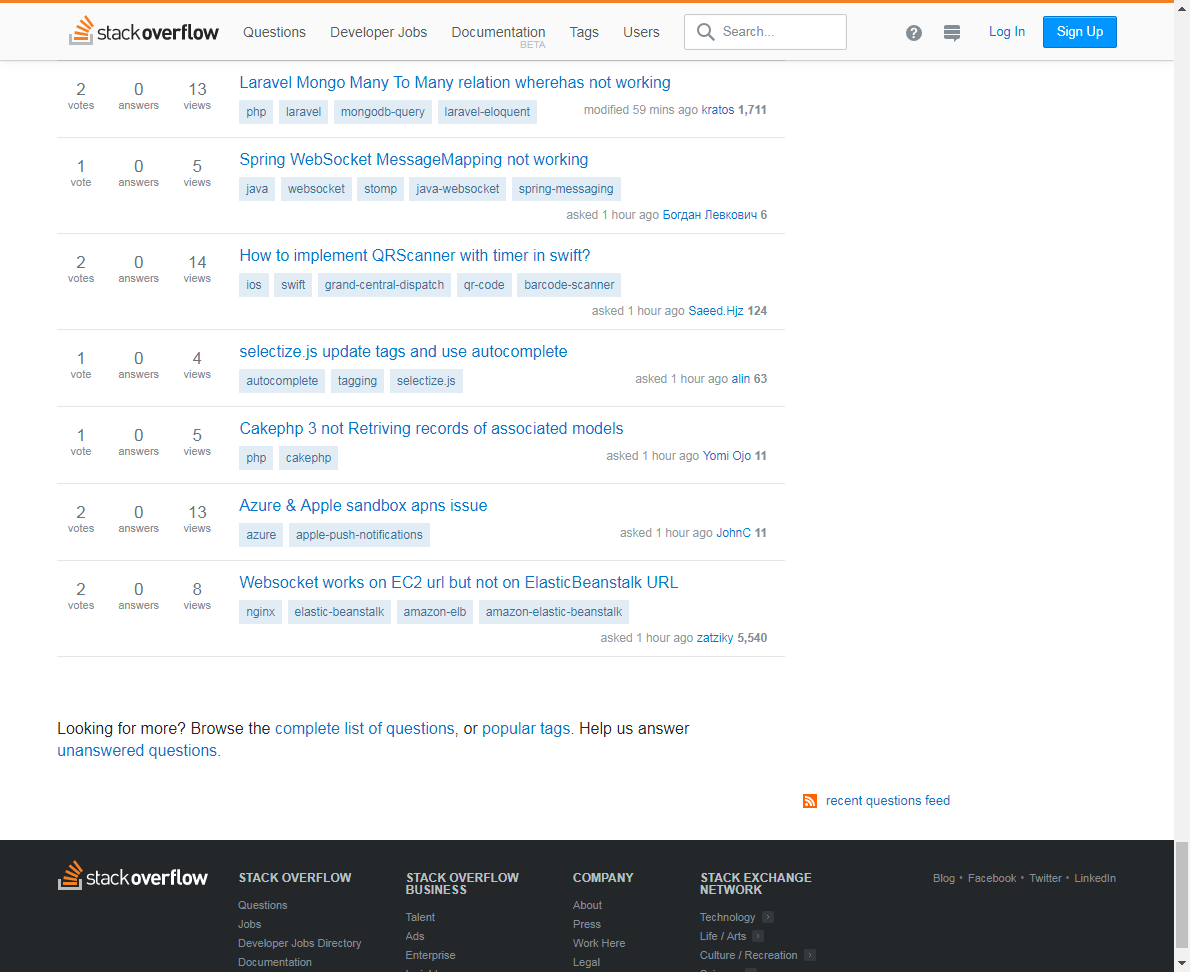 stack overflow Questions Developer Jobs Documentation Tags Users Search... ? Log In Sign Up
BETA
2 0 13 Laravel Mongo Many To Many relation wherehas not working
votes answers views php laravel mongodb-query laravel-eloquent modified 59 mins ago kratos 1,711
1 0 5 Spring WebSocket MessageMapping not working
vote answers views java websocket stomp java-websocket spring-messaging
asked 1 hour ago Богдан Левкович 6
2 0 14 How to implement QRScanner with timer in swift?
votes answers views ios swift grand-central-dispatch qr-code barcode-scanner
asked 1 hour ago Saeed.Hjz 124
1 0 4 selectize.js update tags and use autocomplete
vote answers views autocomplete tagging selectize.js asked 1 hour ago alin 63
1 0 5 Cakephp 3 not Retriving records of associated models
vote answers views php cakephp asked 1 hour ago Yomi Ojo 11
2 0 13 Azure & Apple sandbox apns issue
votes answers views azure apple-push-notifications asked 1 hour ago JohnC 11
2 0 8 Websocket works on EC2 url but not on ElasticBeanstalk URL
votes answers views nginx elastic-beanstalk amazon-elb amazon-elastic-beanstalk
asked 1 hour ago zatziky 5,540
Looking for more? Browse the complete list of questions, or popular tags. Help us answer
unanswered questions.
recent questions feed
stack overflow
STACK OVERFLOW
Questions
Jobs
Developer Jobs Directory
Documentation
STACK OVERFLOW
BUSINESS
Talent
Ads
Enterprise
COMPANY
About
Press
Work Here
Legal
STACK EXCHANGE
NETWORK
Technology
Life / Arts
Culture / Recreation
Blog • Facebook • Twitter • LinkedIn